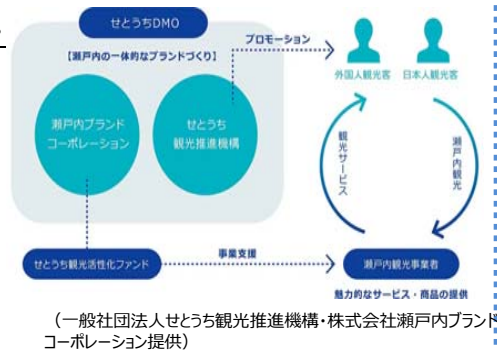 せとうちDMO
【瀬戸内の一体的なブランドづくり】
瀬戸内ブランド
コーポレーション
せとうち
観光推進機構
プロモーション
外国人観光客
日本人観光客
観光サービス
瀬戸内観光
せとうち観光活性化ファンド
事業支援
瀬戸内観光事業者
魅力的なサービス・商品の提供
（一般社団法人せとうち観光推進機構・株式会社瀬戸内ブランド
コーポレーション提供）